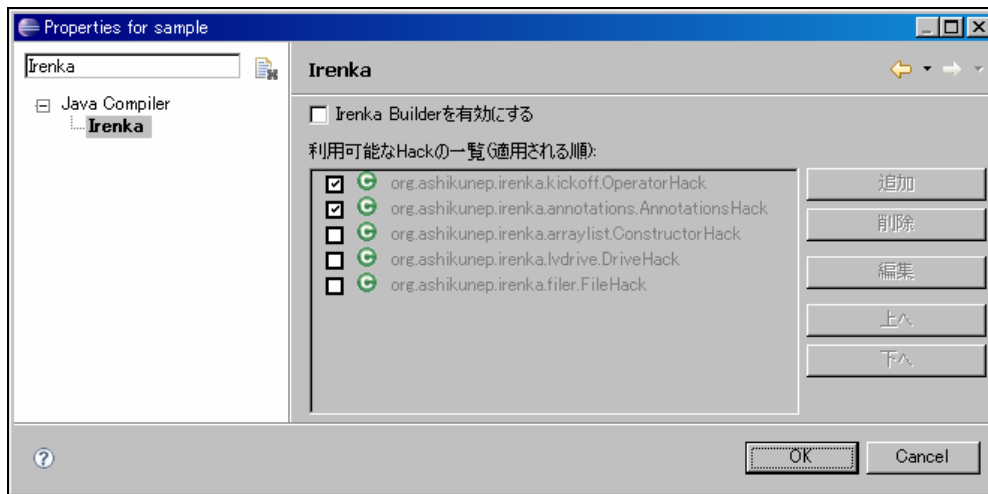 Properties for sample
Irenka
Java Compiler
Irenka
Irenka
Irenka Builderを有効にする
利用可能なHackの一覧(適用される順):
org.ashikunep.irenka.kickoff.OperatorHack
org.ashikunep.irenka.annotations.AnnotationsHack
org.ashikunep.irenka.arraylist.ConstructorHack
org.ashikunep.irenka.lvdrive.DriveHack
org.ashikunep.irenka.filer.FileHack
追加
削除
編集
上へ
下へ
OK
Cancel